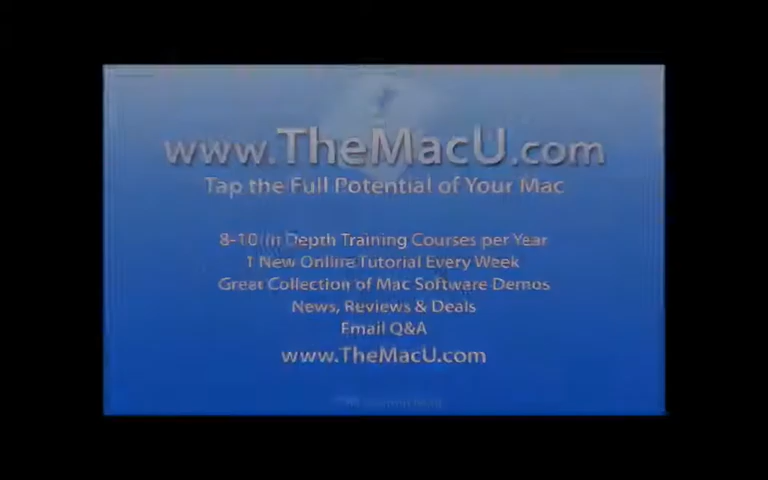 www.TheMacU.com
Tap the Full Potential of Your Mac
8-10 In Depth Training Courses per Year
1 New Online Tutorial Every Week
Great Collection of Mac Software Demos
News, Reviews & Deals
Email Q&A
www.TheMacU.com